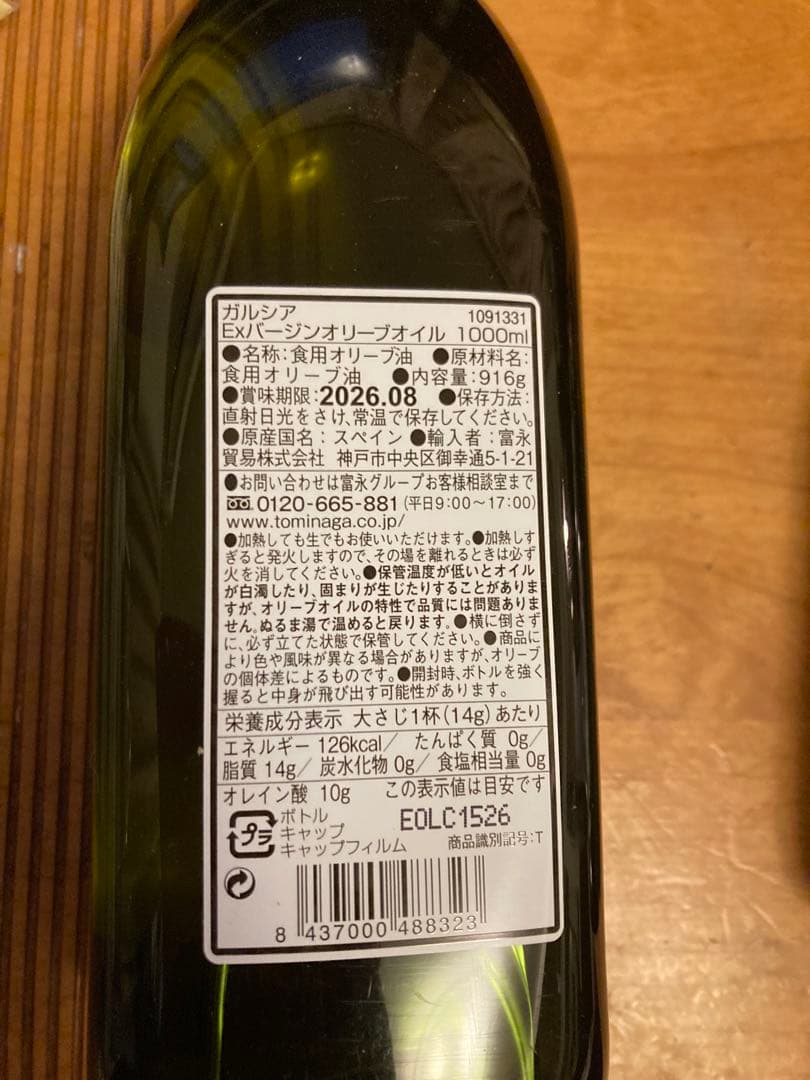 ガルシア 1091331
Exバージンオリーブオイル 1000ml
●名称:食用オリーブ油 ●原材料名:
食用オリーブ油 ●内容量:916g
●賞味期限:2026.08 ●保存方法:
直射日光をさけ、常温で保存してください。
●原産国名:スペイン ●輸入者:富永
貿易株式会社 神戸市中央区御幸通5-1-21
●お問い合わせは富永グループお客様相談室まで
0120-665-881 (平日9:00~17:00)
www.tominaga.co.jp/
●加熱しても生でもお使いいただけます。●加熱しす
ぎると発火しますので、その場を離れるときは必ず
火を消してください。●保管温度が低いとオイル
が白濁したり、固まりが生じたりすることがありま
すが、オリーブオイルの特性で品質には問題ありま
せん。ぬるま湯で温めると戻ります。●横に倒さず
に、必ず立てた状態で保管してください。●商品に
より色や風味が異なる場合がありますが、オリーブ
の個体差によるものです。●開封時、ボトルを強く
握ると中身が飛び出す可能性があります。
栄養成分表示 大さじ1杯(14g)あたり
エネルギー 126kcal/ たんぱく質 0g/
脂質 14g/ 炭水化物 0g/ 食塩相当量 0g
オレイン酸 10g この表示値は目安です
プラ ボトル
キャップ
キャップフィルム
EOLC1526
商品識別記号:T
8 437000 488323